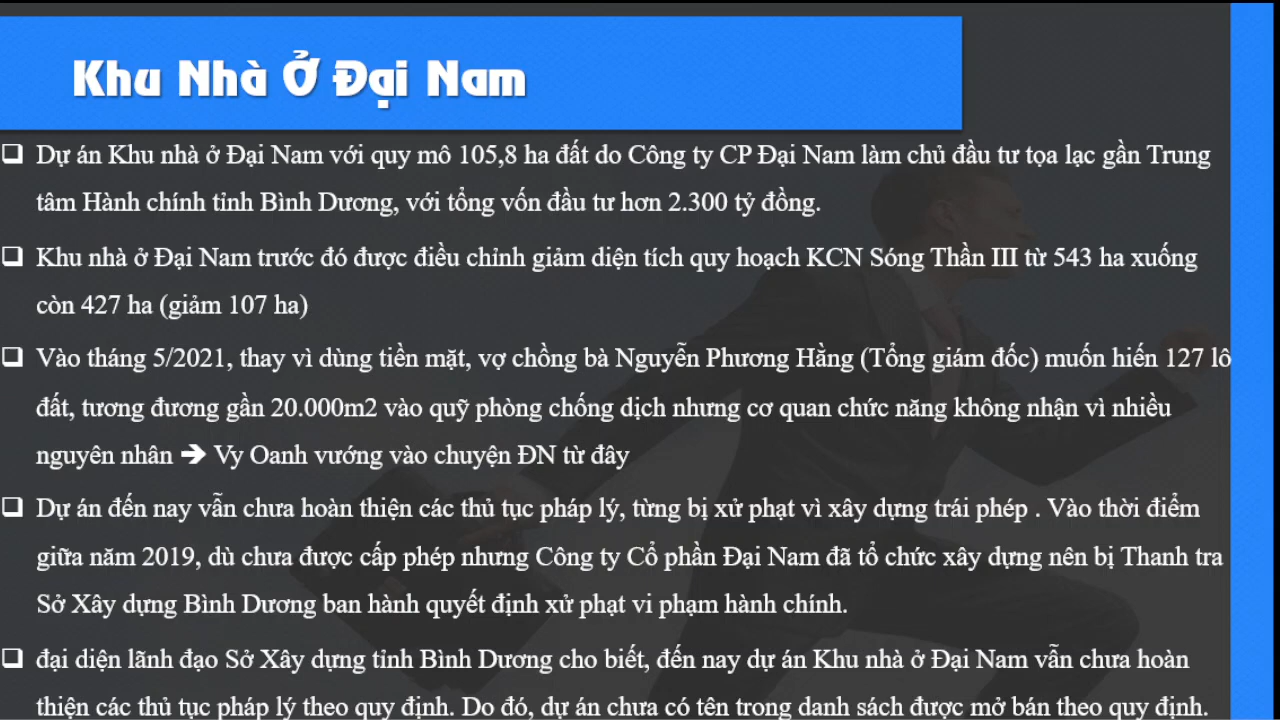 Khu Nhà Ở Đại Nam
❑ Dự án Khu nhà ở Đại Nam với quy mô 105,8 ha đất do Công ty CP Đại Nam làm chủ đầu tư tọa lạc gần Trung
tâm Hành chính tỉnh Bình Dương, với tổng vốn đầu tư hơn 2.300 tỷ đồng.
❑ Khu nhà ở Đại Nam trước đó được điều chỉnh giảm diện tích quy hoạch KCN Sóng Thần III từ 543 ha xuống
còn 427 ha (giảm 107 ha)
❑ Vào tháng 5/2021, thay vì dùng tiền mặt, vợ chồng bà Nguyễn Phương Hằng (Tổng giám đốc) muốn hiến 127 lô
đất, tương đương gần 20.000m2 vào quỹ phòng chống dịch nhưng cơ quan chức năng không nhận vì nhiều
nguyên nhân ➔ Vy Oanh vướng vào chuyện ĐN từ đây
❑ Dự án đến nay vẫn chưa hoàn thiện các thủ tục pháp lý, từng bị xử phạt vì xây dựng trái phép . Vào thời điểm
giữa năm 2019, dù chưa được cấp phép nhưng Công ty Cổ phần Đại Nam đã tổ chức xây dựng nên bị Thanh tra
Sở Xây dựng Bình Dương ban hành quyết định xử phạt vi phạm hành chính.
❑ đại diện lãnh đạo Sở Xây dựng tỉnh Bình Dương cho biết, đến nay dự án Khu nhà ở Đại Nam vẫn chưa hoàn
thiện các thủ tục pháp lý theo quy định. Do đó, dự án chưa có tên trong danh sách được mở bán theo quy định.